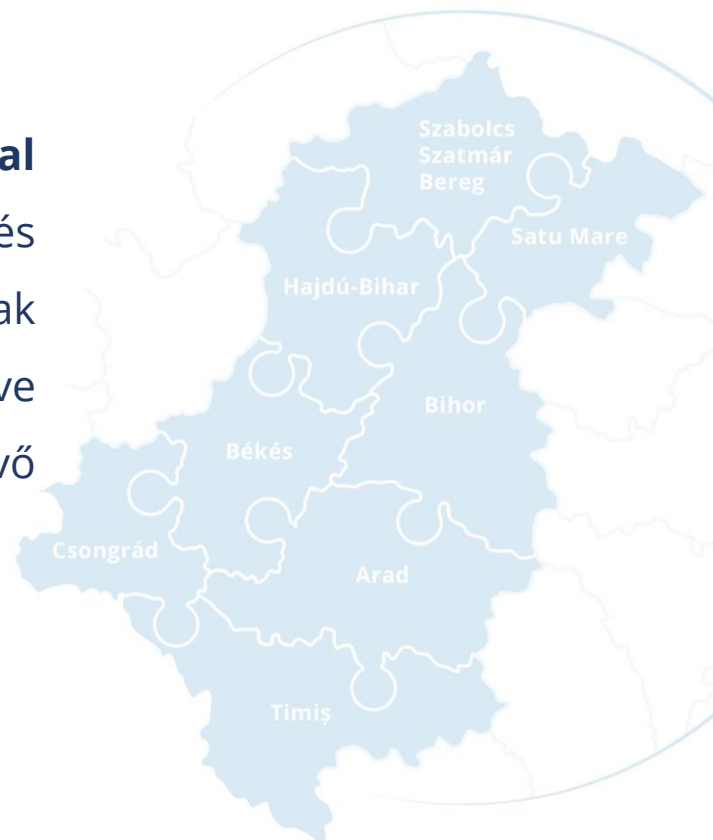 al
és
ak
ve
vő
Szabolcs
Szatmár
Bereg
Satu Mare
Hajdú-Bihar
Bihor
Békés
Csongrád
Arad
Timiș